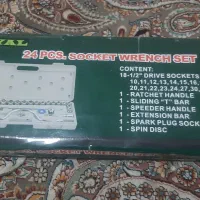 YAL
24 PCS. SOCKET WRENCH SET
CONTENT:
18-1/2" DRIVE SOCKETS
10,11,12,13,14,15,16,
20,21,22,23,24,27,30,
1 - RATCHET HANDLE
1 - SLIDING "T" BAR
1 - SPEEDER HANDLE
1 - EXTENSION BAR
1 - SPARK PLUG SOCK
1 - SPIN DISC